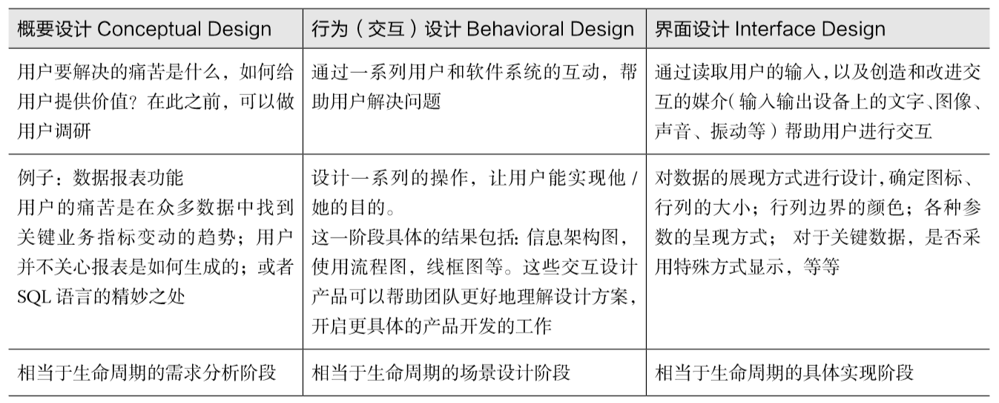 概要设计 Conceptual Design
行为（交互）设计 Behavioral Design
界面设计 Interface Design
用户要解决的痛苦是什么，如何给
用户提供价值？在此之前，可以做
用户调研
通过一系列用户和软件系统的互动，帮
助用户解决问题
通过读取用户的输入，以及创造和改进交
互的媒介（输入输出设备上的文字、图像、
声音、振动等）帮助用户进行交互
例子：数据报表功能
用户的痛苦是在众多数据中找到
关键业务指标变动的趋势；用户
并不关心报表是如何生成的；或者
SQL 语言的精妙之处
设计一系列的操作，让用户能实现他 /
她的目的。
这一阶段具体的结果包括：信息架构图，
使用流程图，线框图等。这些交互设计
产品可以帮助团队更好地理解设计方案，
开启更具体的产品开发的工作
对数据的展现方式进行设计，确定图标、
行列的大小；行列边界的颜色；各种参
数的呈现方式； 对于关键数据，是否采
用特殊方式显示，等等
相当于生命周期的需求分析阶段
相当于生命周期的场景设计阶段
相当于生命周期的具体实现阶段